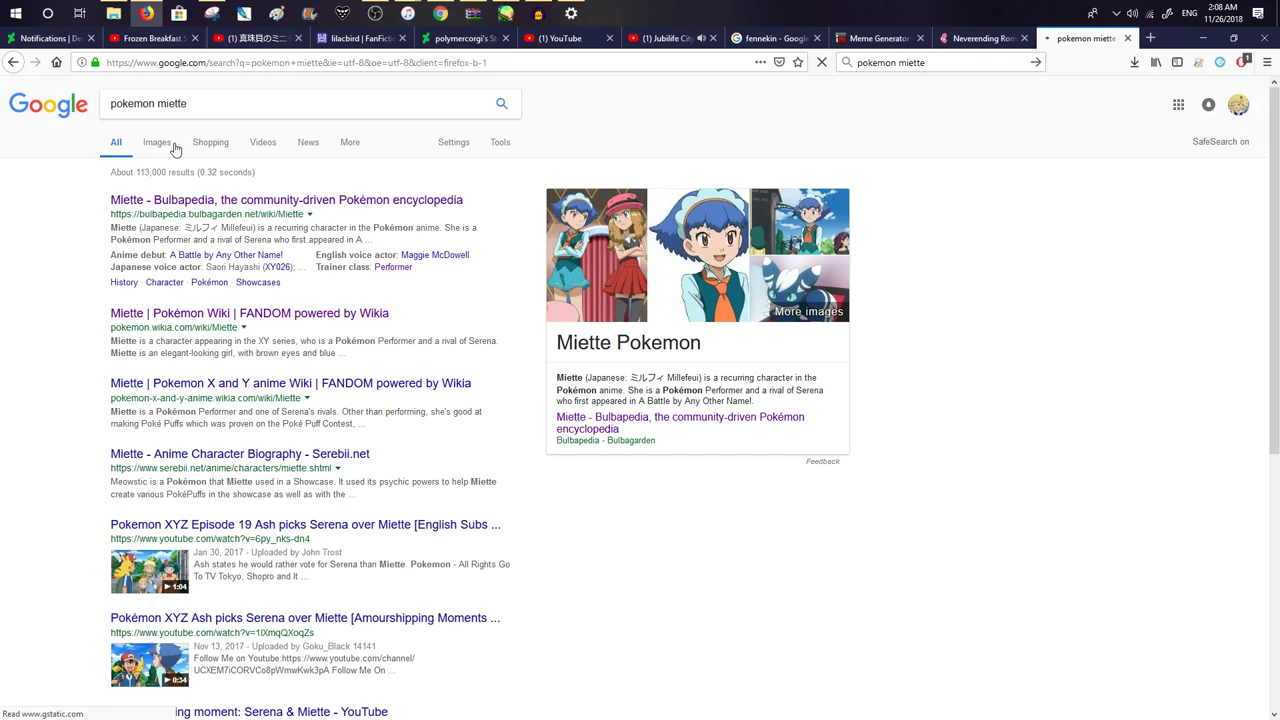 2:08 AM
ENG
11/26/2018
Notifications | De
Frozen Breakfast S
(1) 真珠貝のミニ
lilacbird | FanFiction
polymercorgi's St
(1) YouTube
(1) Jubilife City
fennekin - Google
Meme Generator
Neverending Rom
pokemon miette
https://www.google.com/search?q=pokemon+miette&ie=utf-8&oe=utf-8&client=firefox-b-1
pokemon miette
1
Google
pokemon miette
All Images Shopping Videos News More Settings Tools
SafeSearch on
About 113,000 results (0.32 seconds)
Miette - Bulbapedia, the community-driven Pokémon encyclopedia
https://bulbapedia.bulbagarden.net/wiki/Miette
Miette (Japanese: ミルフィ Millefeui) is a recurring character in the Pokémon anime. She is a
Pokémon Performer and a rival of Serena who first appeared in A ...
Anime debut: A Battle by Any Other Name! English voice actor: Maggie McDowell
Japanese voice actor: Saori Hayashi (XY026); ... Trainer class: Performer
History · Character · Pokémon · Showcases
Miette | Pokémon Wiki | FANDOM powered by Wikia
pokemon.wikia.com/wiki/Miette
Miette is a character appearing in the XY series, who is a Pokémon Performer and a rival of Serena.
Miette is an elegant-looking girl, with brown eyes and blue ...
Miette | Pokemon X and Y anime Wiki | FANDOM powered by Wikia
pokemon-x-and-y-anime.wikia.com/wiki/Miette
Miette is a Pokémon Performer and one of Serena's rivals. Other than performing, she's good at
making Poké Puffs which was proven on the Poké Puff Contest, ...
Miette - Anime Character Biography - Serebii.net
https://www.serebii.net/anime/characters/miette.shtml
Meowstic is a Pokémon that Miette used in a Showcase. It used its psychic powers to help Miette
create various PokéPuffs in the showcase as well as with the ...
Pokemon XYZ Episode 19 Ash picks Serena over Miette [English Subs ...
https://www.youtube.com/watch?v=6py_nks-dn4
Jan 30, 2017 - Uploaded by John Trost
Ash states he would rather vote for Serena than Miette. Pokemon - All Rights Go
To TV Tokyo, Shopro and It ...
1:04
Pokémon XYZ Ash picks Serena over Miette [Amourshipping Moments ...
https://www.youtube.com/watch?v=1lXmqQXoqZs
Nov 13, 2017 - Uploaded by Goku_Black 14141
Follow Me on Youtube:https://www.youtube.com/channel/
UCXEM7iCORVCo8pWmwKwk3pA Follow Me On ...
0:34
ing moment: Serena & Miette - YouTube
More images
Miette Pokemon
Miette (Japanese: ミルフィ Millefeui) is a recurring character in the
Pokémon anime. She is a Pokémon Performer and a rival of Serena
who first appeared in A Battle by Any Other Name!.
Miette - Bulbapedia, the community-driven Pokémon
encyclopedia
Bulbapedia - Bulbagarden
Feedback
Read www.gstatic.com